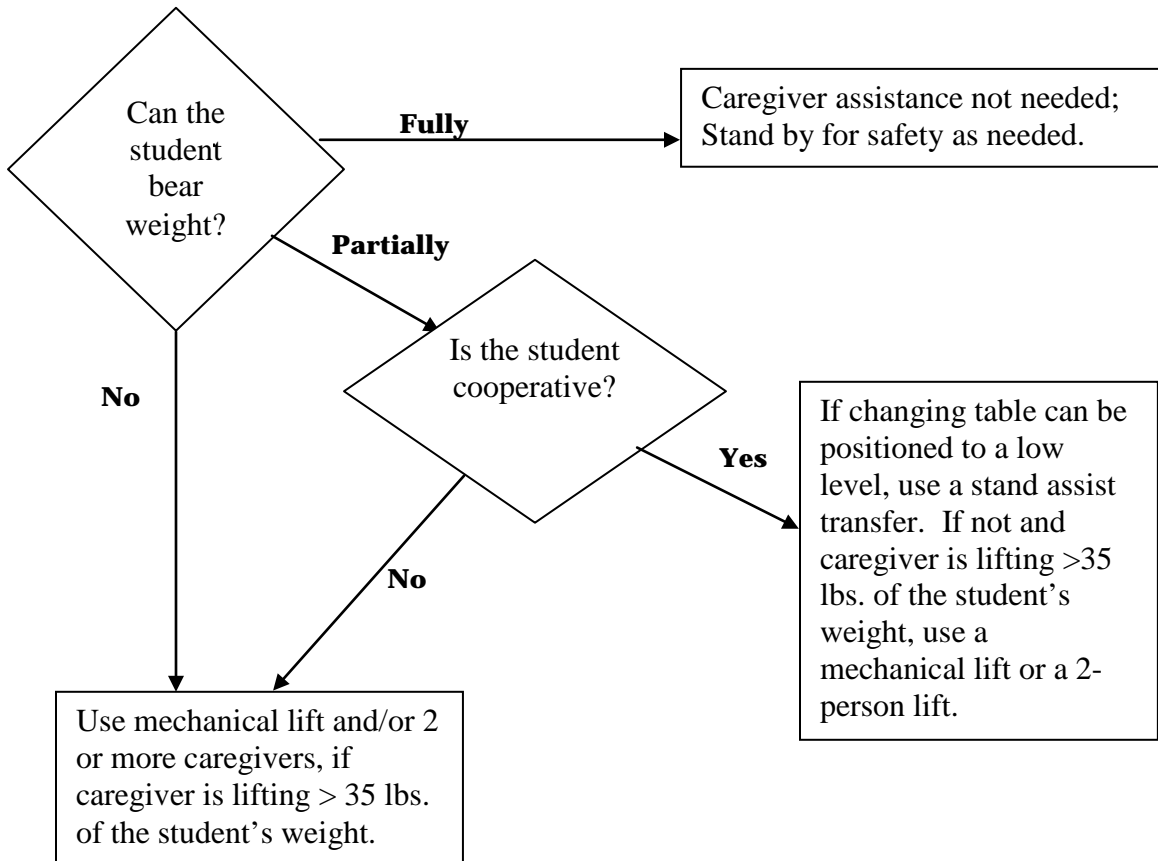 Can the
student
bear
weight?
Fully
Caregiver assistance not needed;
Stand by for safety as needed.
Partially
Is the student
cooperative?
No
Yes
If changing table can be
positioned to a low
level, use a stand assist
transfer.  If not and
caregiver is lifting >35
lbs. of the student’s
weight, use a
mechanical lift or a 2-
person lift.
No
Use mechanical lift and/or 2
or more caregivers, if
caregiver is lifting > 35 lbs.
of the student’s weight.